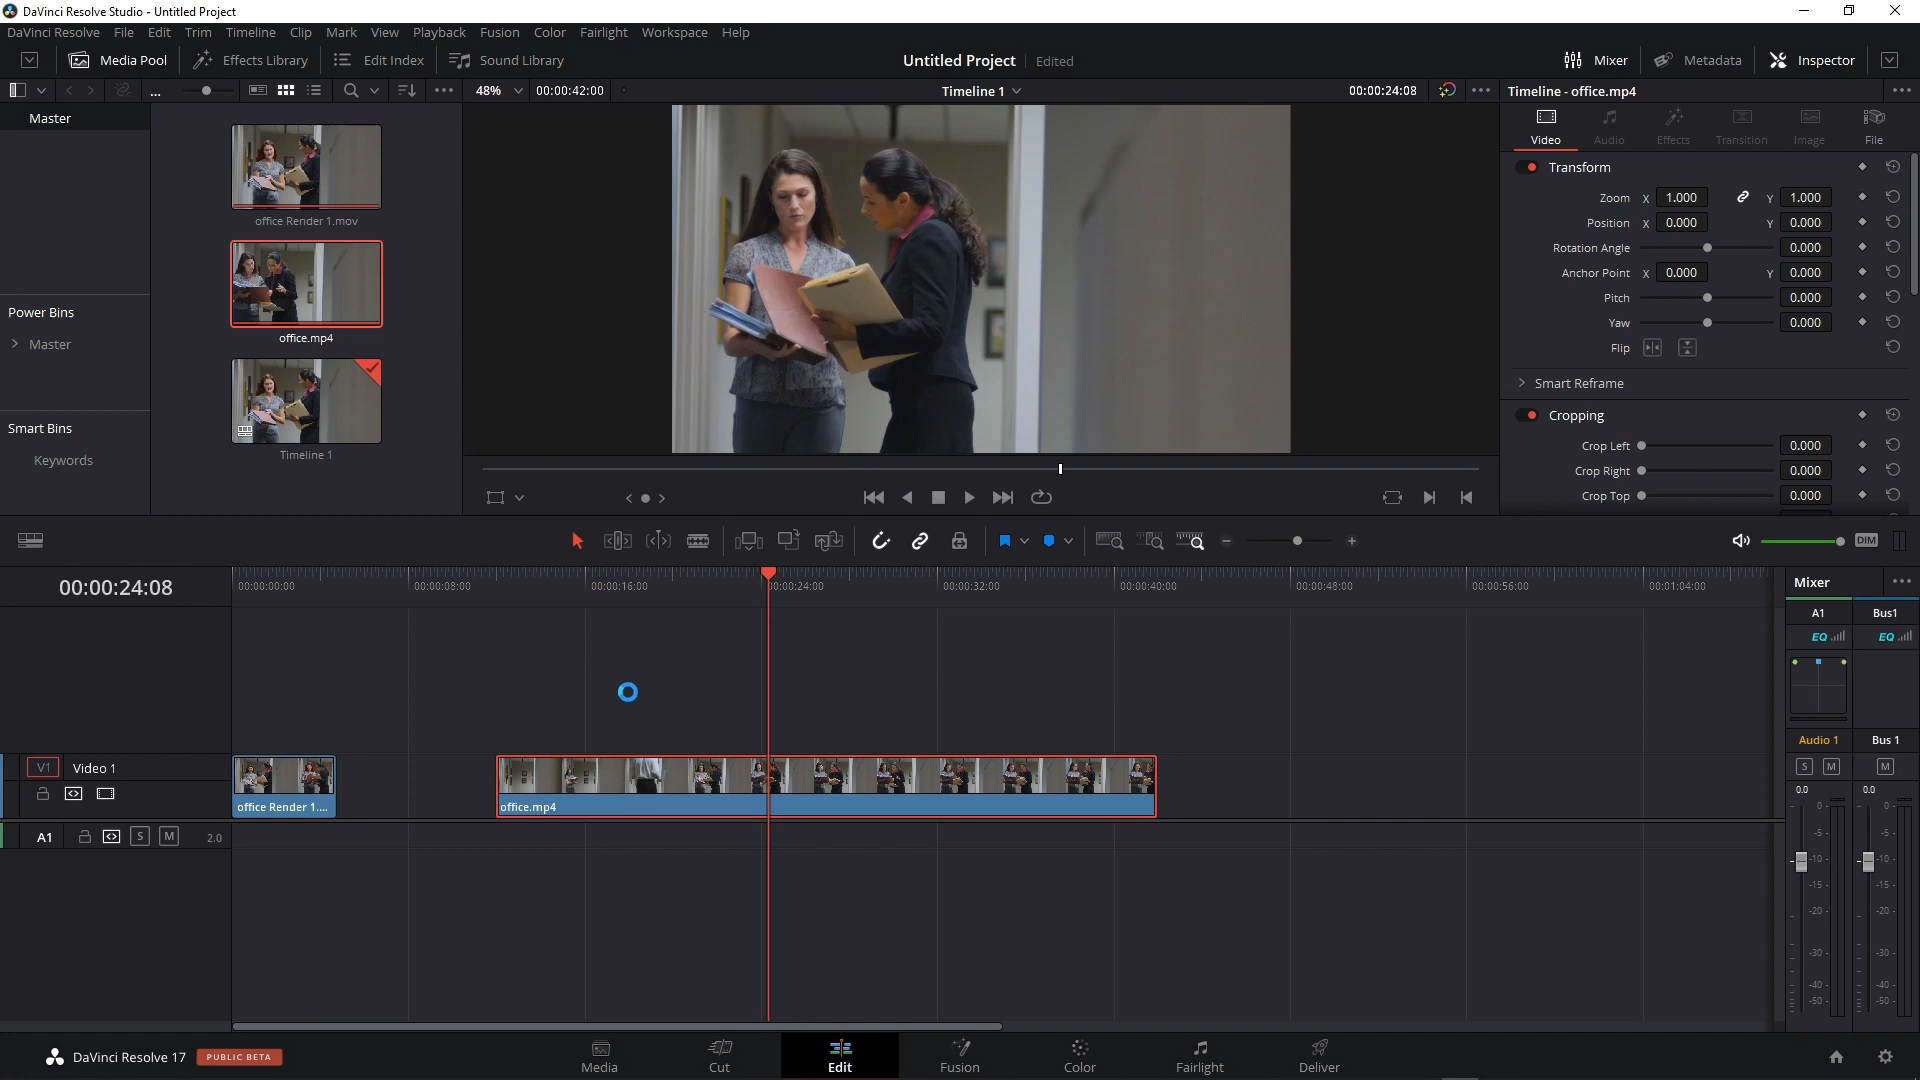 DaVinci Resolve Studio - Untitled Project
DaVinci Resolve File Edit Trim Timeline Clip Mark View Playback Fusion Color Fairlight Workspace Help
Media Pool Effects Library Edit Index Sound Library Untitled Project Edited Mixer Metadata Inspector
... 48% 00:00:42:00 Timeline 1 00:00:24:08 Timeline - office.mp4
Master
Video Audio Effects Transition Image File
Transform
Zoom X 1.000 Y 1.000
Position X 0.000 Y 0.000
Rotation Angle 0.000
Anchor Point X 0.000 Y 0.000
Pitch 0.000
Yaw 0.000
Flip
Smart Reframe
Cropping
Crop Left 0.000
Crop Right 0.000
Crop Top 0.000
office Render 1.mov
office.mp4
Timeline 1
Power Bins
Master
Smart Bins
Keywords
DIM
00:00:24:08
00:00:00:00 00:00:08:00 00:00:16:00 00:00:24:00 00:00:32:00 00:00:40:00 00:00:48:00 00:00:56:00 00:01:04:00
V1 Video 1
office Render 1....
office.mp4
A1 S M 2.0
Mixer
A1 Bus1
EQ EQ
Audio 1 Bus 1
S M M
0.0 0.0
0 0
-5 -5
-10 -10
-15 -15
-20 -20
-30 -30
-40 -40
-50 -50
DaVinci Resolve 17 PUBLIC BETA
Media Cut Edit Fusion Color Fairlight Deliver